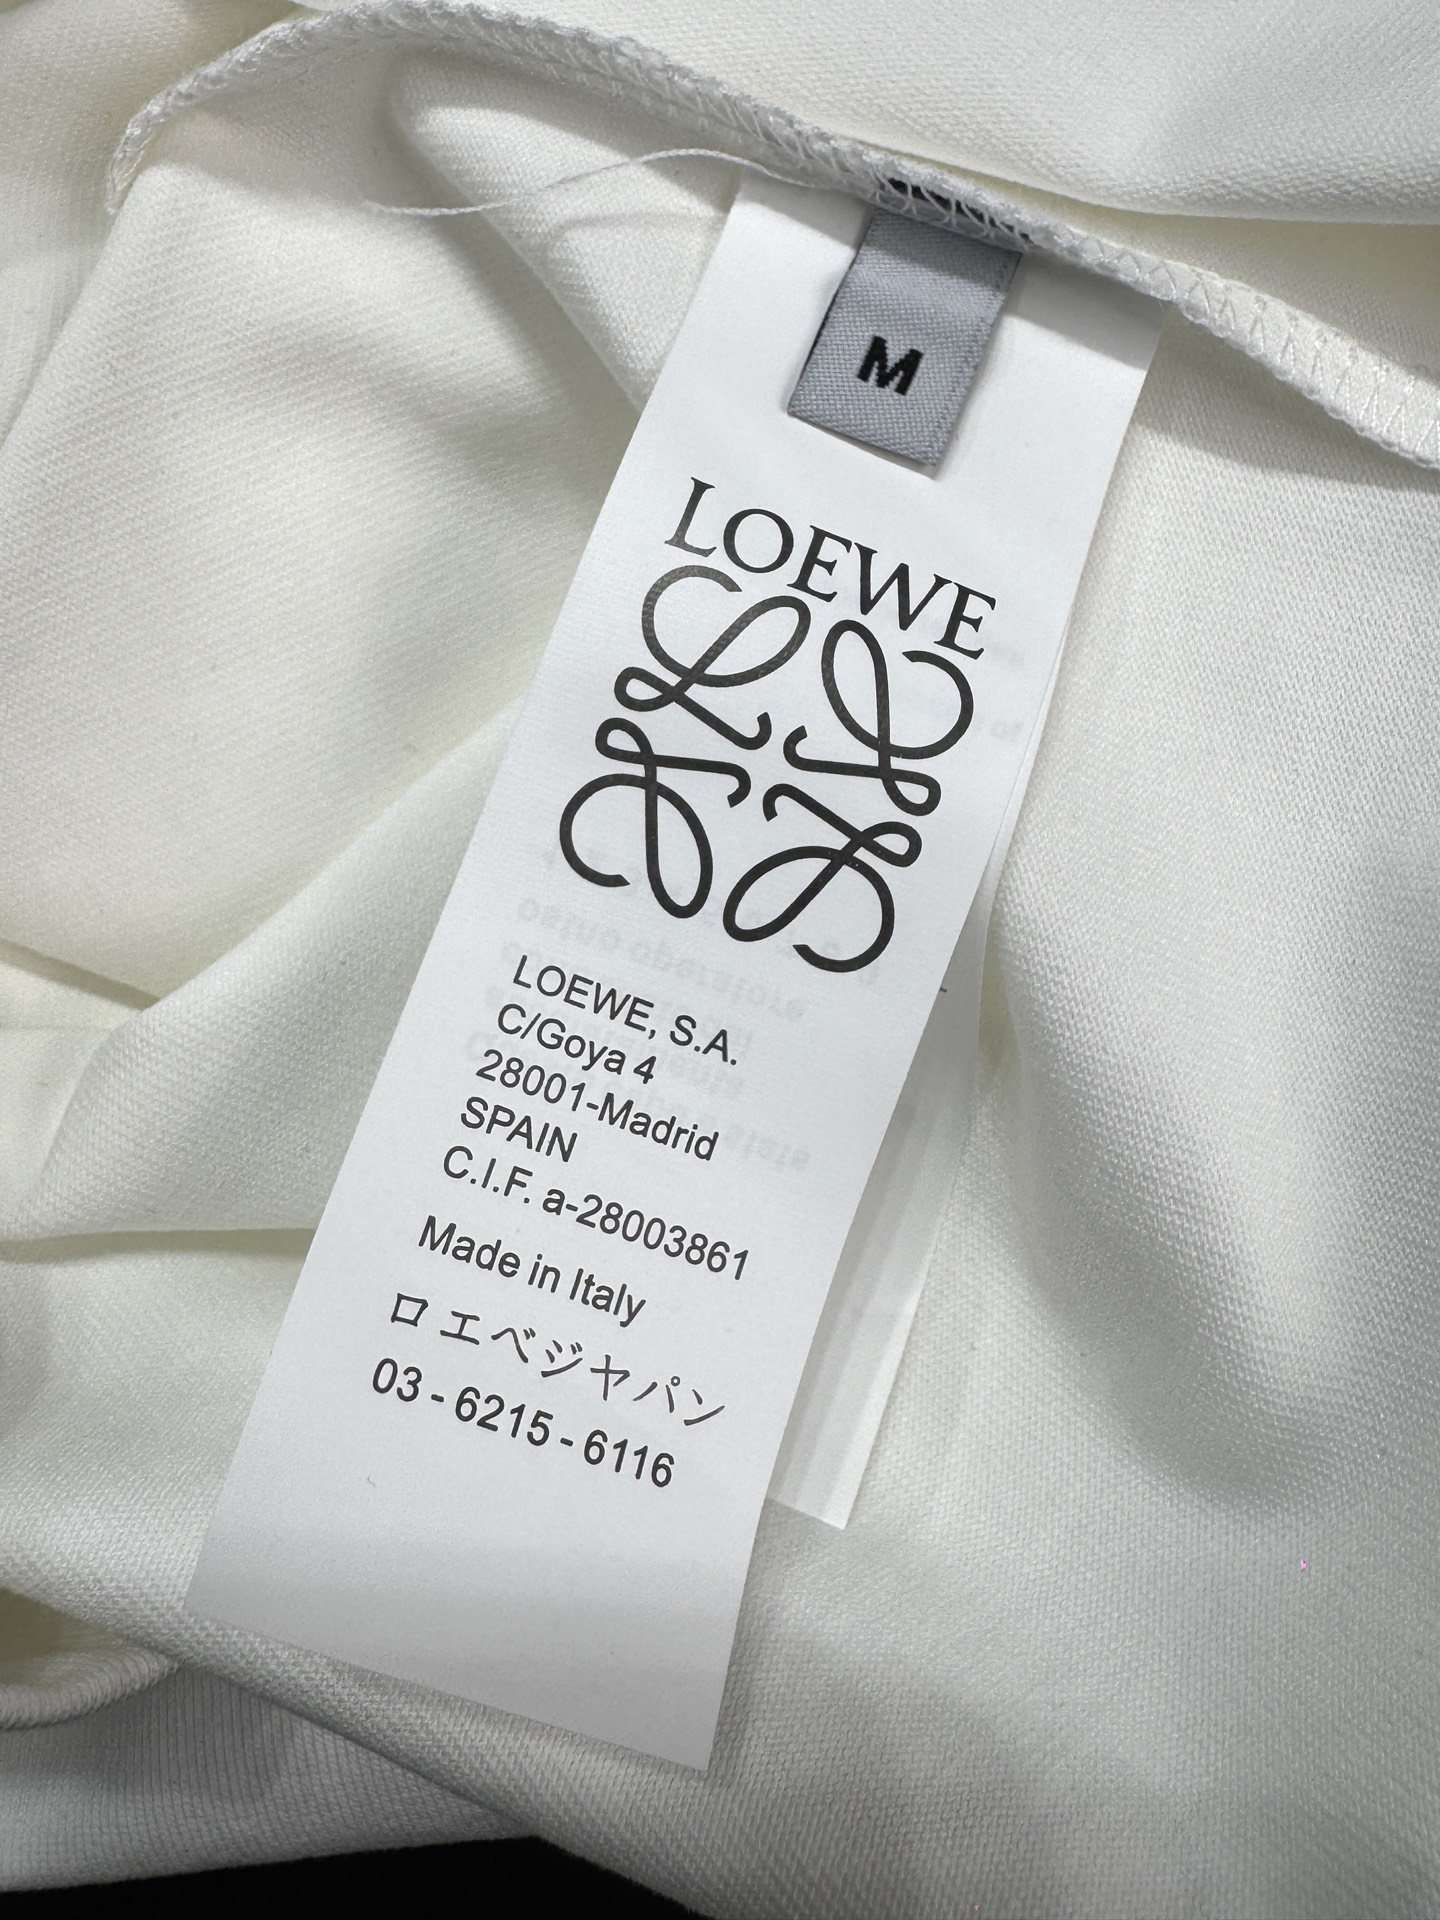 M
LOEWE
LOEWE, S.A.
C/Goya 4
28001-Madrid
SPAIN
C.I.F. a-28003861
Made in Italy
ロエベジャパン
03-6215-6116